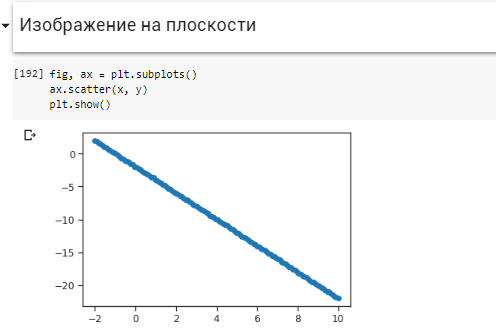 Изображение на плоскости
[192] fig, ax = plt.subplots()
ax.scatter(x, y)
plt.show()
0
−5
−10
−15
−20
−2 0 2 4 6 8 10